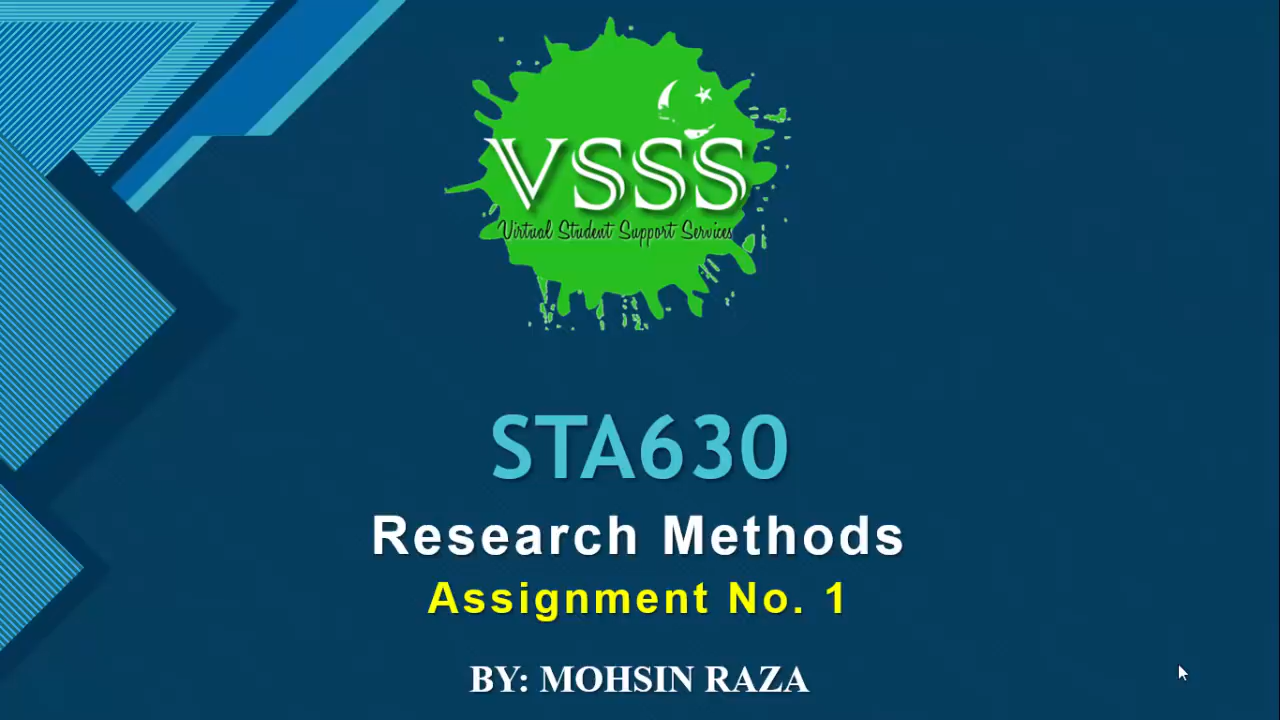 VSSS
Virtual Student Support Services
STA630
Research Methods
Assignment No. 1
BY: MOHSIN RAZA